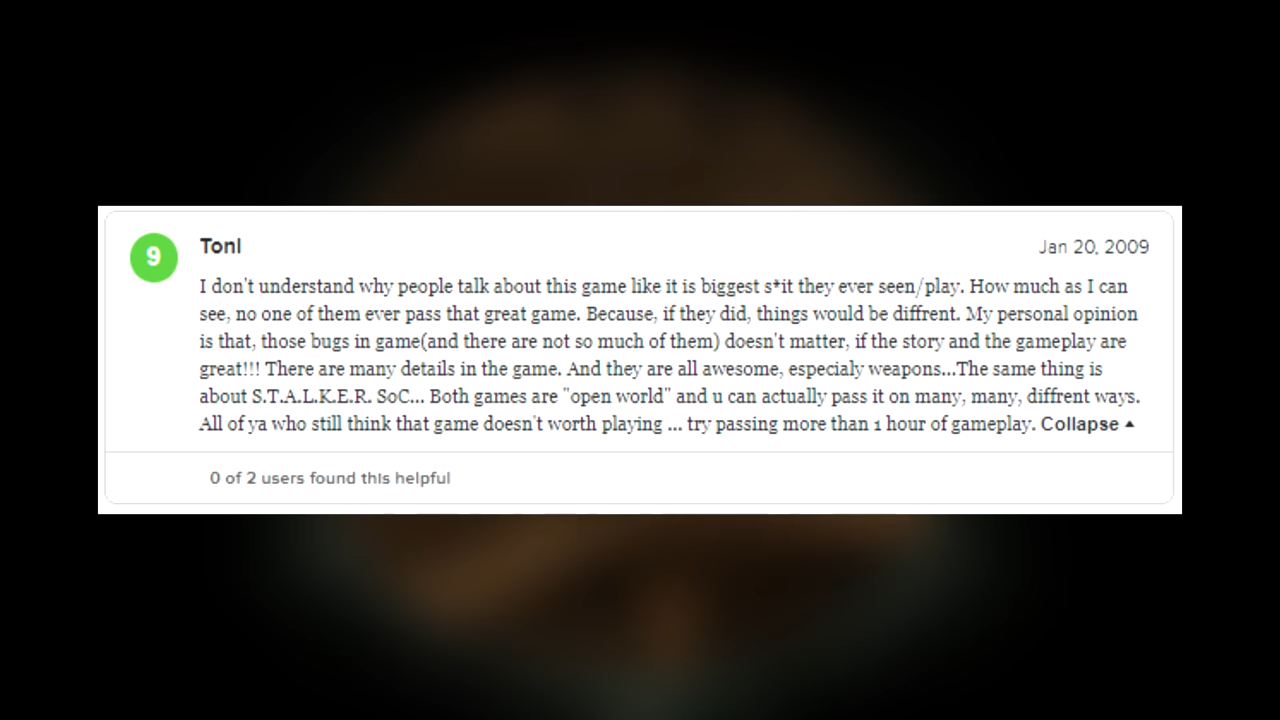 9
TonI
Jan 20, 2009
I don't understand why people talk about this game like it is biggest s*it they ever seen/play. How much as I can
see, no one of them ever pass that great game. Because, if they did, things would be diffrent. My personal opinion
is that, those bugs in game(and there are not so much of them) doesn't matter, if the story and the gameplay are
great!!! There are many details in the game. And they are all awesome, especialy weapons...The same thing is
about S.T.A.L.K.E.R. SoC... Both games are "open world" and u can actually pass it on many, many, diffrent ways.
All of ya who still think that game doesn't worth playing ... try passing more than 1 hour of gameplay. Collapse ▲
0 of 2 users found this helpful